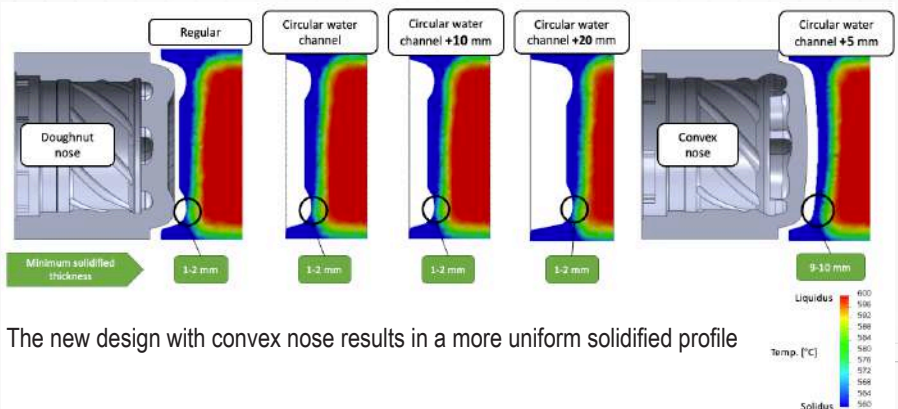 Regular
Circular water
channel
Circular water
channel +10 mm
Circular water
channel +20 mm
Circular water
channel +5 mm
Doughnut
nose
Convex
nose
Minimum solidified
thickness
1-2 mm
1-2 mm
1-2 mm
1-2 mm
9-10 mm
The new design with convex nose results in a more uniform solidified profile
Liquidus
Temp. [°C]
Solidus
600
596
592
588
584
580
576
572
568
564
560